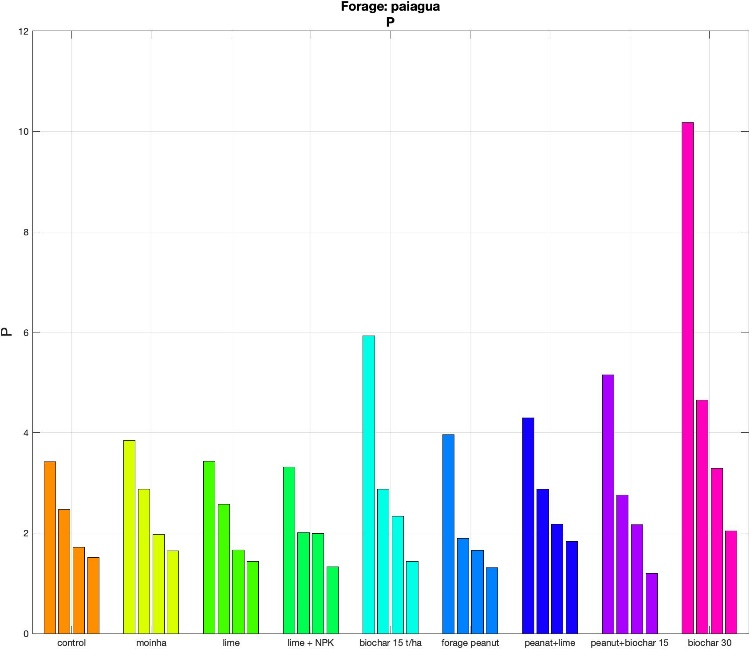 Forage: paiagua
P
12
10
8
6
4
2
0
P
control moinha lime lime + NPK biochar 15 t/ha forage peanut peanat+lime peanut+biochar 15 biochar 30